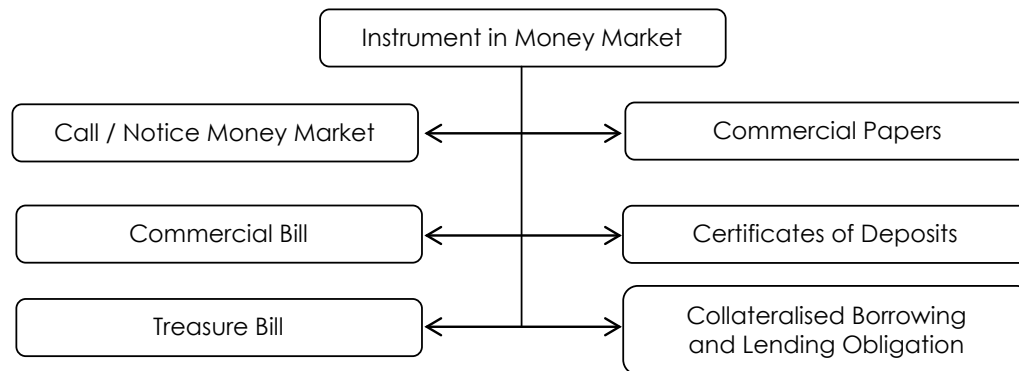 Instrument in Money Market
Call / Notice Money Market
Commercial Papers
Commercial Bill
Certificates of Deposits
Treasure Bill
Collateralised Borrowing
and Lending Obligation